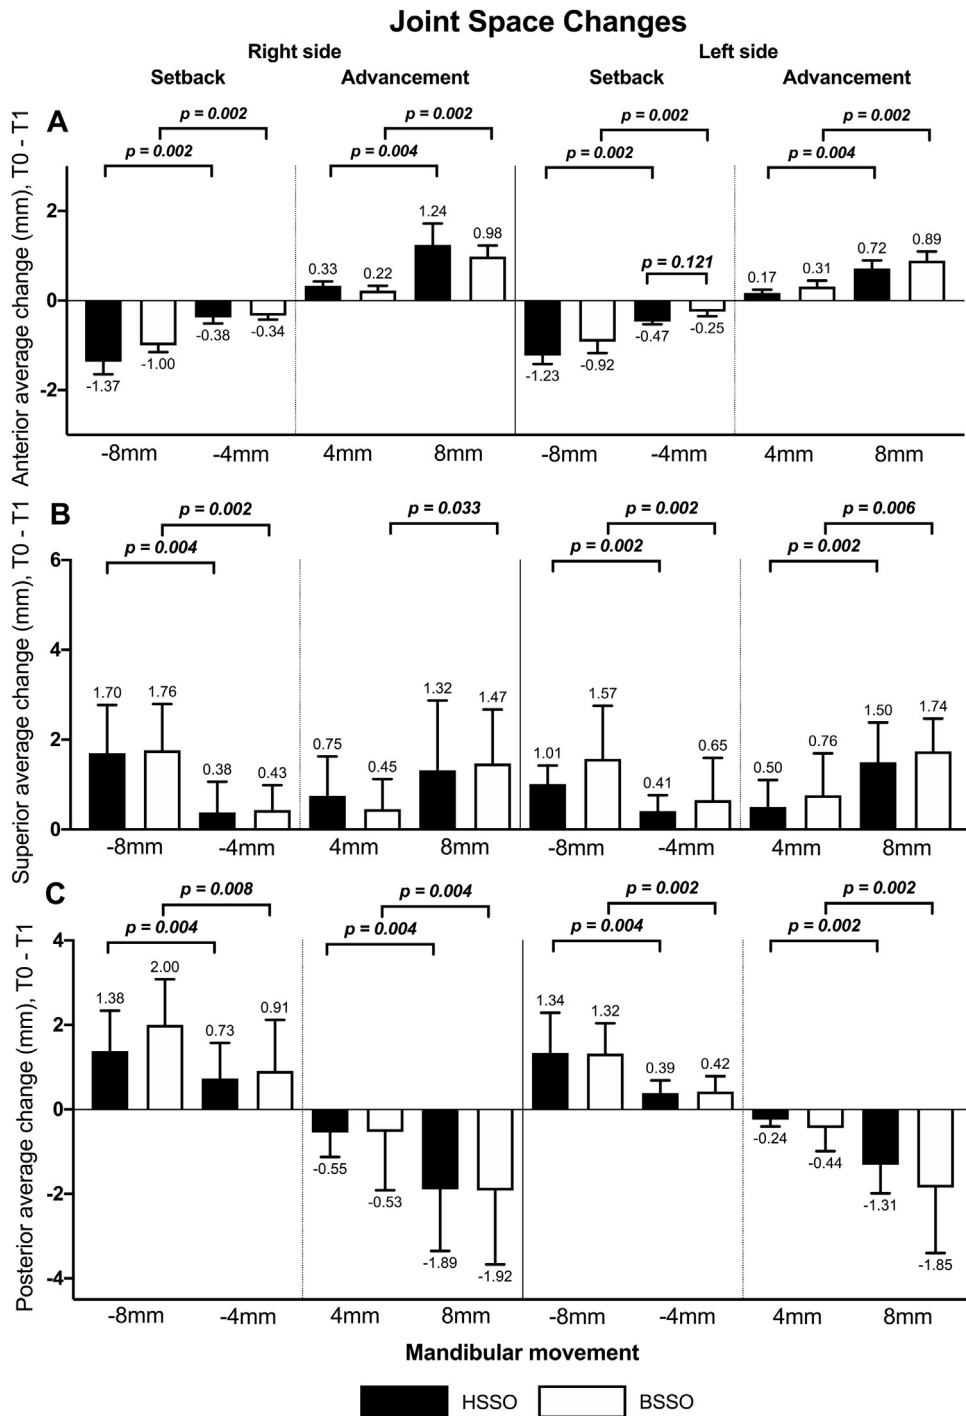 Joint Space Changes
Right side Left side
Setback Advancement Setback Advancement
A
Anterior average change (mm), T0 - T1
p = 0.002 p = 0.002 p = 0.002 p = 0.002
p = 0.002 p = 0.004 p = 0.002 p = 0.004
p = 0.121
2
0
-2
-1.37 -1.00 -0.38 -0.34 0.33 0.22 1.24 0.98 -1.23 -0.92 -0.47 -0.25 0.17 0.31 0.72 0.89
-8mm -4mm 4mm 8mm -8mm -4mm 4mm 8mm
B
Superior average change (mm), T0 - T1
p = 0.002 p = 0.033 p = 0.002 p = 0.006
p = 0.004 p = 0.002 p = 0.002
6
4
2
0
1.70 1.76 0.38 0.43 0.75 0.45 1.32 1.47 1.01 1.57 0.41 0.65 0.50 0.76 1.50 1.74
-8mm -4mm 4mm 8mm -8mm -4mm 4mm 8mm
C
Posterior average change (mm), T0 - T1
p = 0.008 p = 0.004 p = 0.002 p = 0.002
p = 0.004 p = 0.004 p = 0.004 p = 0.002
4
2
0
-2
-4
1.38 2.00 0.73 0.91 -0.55 -0.53 -1.89 -1.92 1.34 1.32 0.39 0.42 -0.24 -0.44 -1.31 -1.85
-8mm -4mm 4mm 8mm -8mm -4mm 4mm 8mm
Mandibular movement
HSSO BSSO